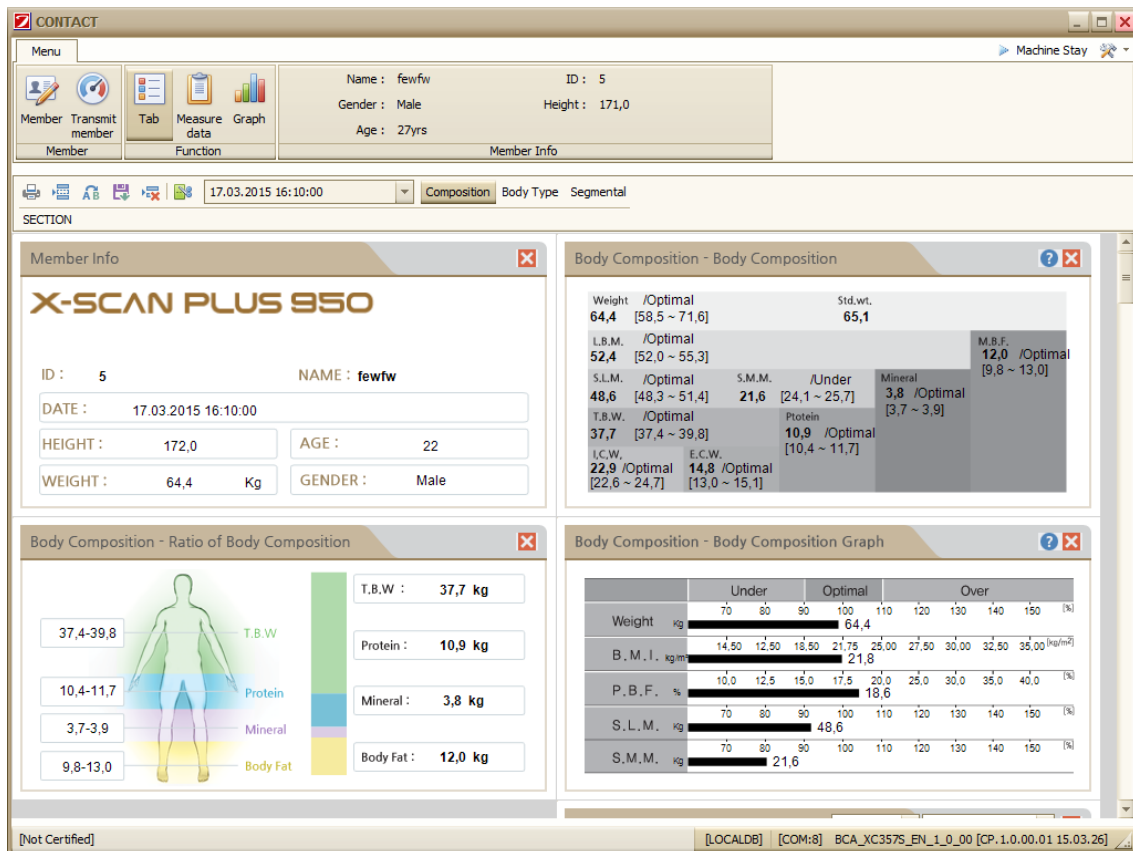 CONTACT
Menu
Machine Stay
Member
Transmit member
Tab
Measure data
Graph
Member
Function
Name : fewfw
ID : 5
Gender : Male
Height : 171,0
Age : 27yrs
Member Info
17.03.2015 16:10:00
Composition
Body Type
Segmental
SECTION
Member Info
X-SCAN PLUS 950
ID : 5
NAME : fewfw
DATE : 17.03.2015 16:10:00
HEIGHT : 172,0
AGE : 22
WEIGHT : 64,4 Kg
GENDER : Male
Body Composition - Body Composition
Weight /Optimal
64,4 [58,5 ~ 71,6]
Std.wt.
65,1
L.B.M. /Optimal
52,4 [52,0 ~ 55,3]
M.B.F.
12,0 /Optimal
[9,8 ~ 13,0]
S.L.M. /Optimal
48,6 [48,3 ~ 51,4]
S.M.M. /Under
21,6 [24,1 ~ 25,7]
Mineral
3,8 /Optimal
[3,7 ~ 3,9]
T.B.W. /Optimal
37,7 [37,4 ~ 39,8]
Ptotein
10,9 /Optimal
[10,4 ~ 11,7]
I,C,W,
22,9 /Optimal
[22,6 ~ 24,7]
E.C.W.
14,8 /Optimal
[13,0 ~ 15,1]
Body Composition - Ratio of Body Composition
37,4-39,8
T.B.W
10,4-11,7
Protein
3,7-3,9
Mineral
9,8-13,0
Body Fat
T.B.W : 37,7 kg
Protein : 10,9 kg
Mineral : 3,8 kg
Body Fat : 12,0 kg
Body Composition - Body Composition Graph
Under Optimal Over
Weight Kg
70 80 90 100 110 120 130 140 150 [%]
64,4
B.M.I. kg/m²
14,50 12,50 18,50 21,75 25,00 27,50 30,00 32,50 35,00 [kg/m²]
21,8
P.B.F. %
10,0 12,5 15,0 17,5 20,0 25,0 30,0 35,0 40,0 [%]
18,6
S.L.M. Kg
70 80 90 100 110 120 130 140 150 [%]
48,6
S.M.M. Kg
70 80 90 100 110 120 130 140 150 [%]
21,6
[Not Certified]
[LOCALDB]
[COM:8]
BCA_XC357S_EN_1_0_00 [CP.1.0.00.01 15.03.26]